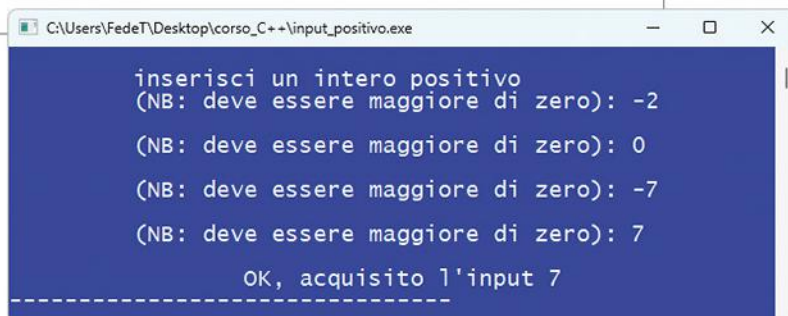 C:\Users\FedeT\Desktop\corso_C++\input_positivo.exe
inserisci un intero positivo
(NB: deve essere maggiore di zero): -2
(NB: deve essere maggiore di zero): 0
(NB: deve essere maggiore di zero): -7
(NB: deve essere maggiore di zero): 7
OK, acquisito l'input 7
--------------------------------